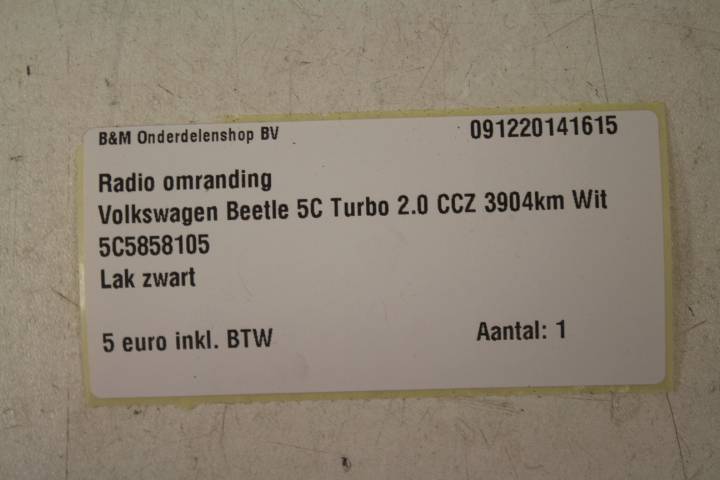 B&M Onderdelenshop BV 091220141615
Radio omranding
Volkswagen Beetle 5C Turbo 2.0 CCZ 3904km Wit
5C5858105
Lak zwart
5 euro inkl. BTW Aantal: 1